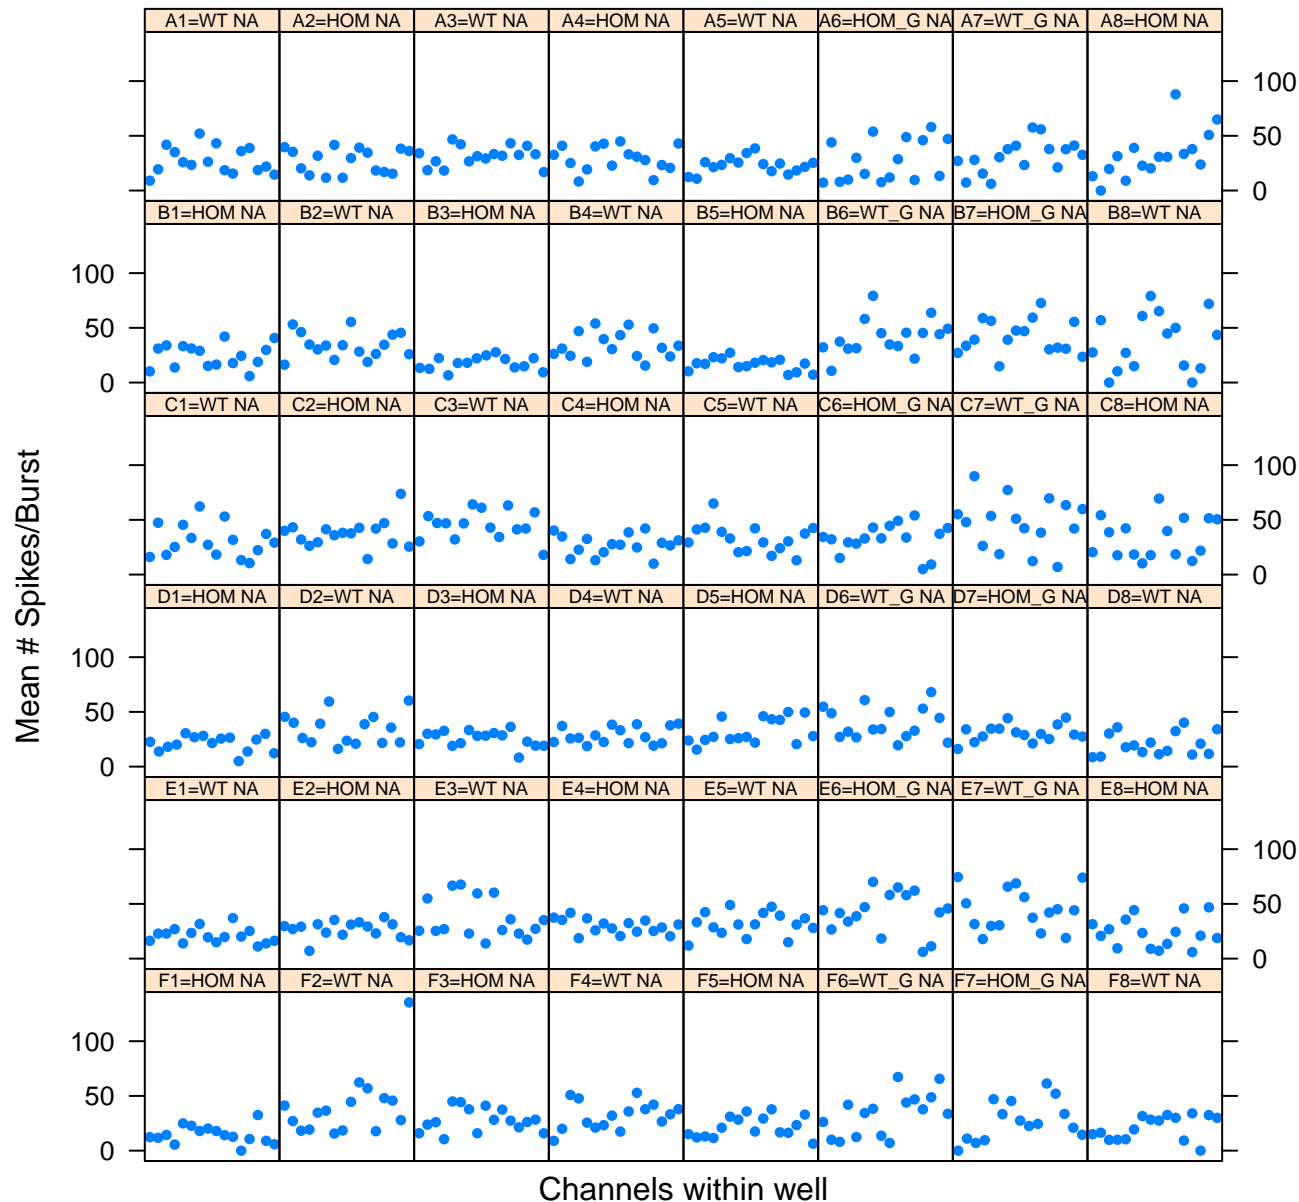 A1=WT NA A2=HOM NA A3=WT NA A4=HOM NA A5=WT NA A6=HOM_G NA A7=WT_G NA A8=HOM NA
100
50
0
B1=HOM NA B2=WT NA B3=HOM NA B4=WT NA B5=HOM NA B6=WT_G NA B7=HOM_G NA B8=WT NA
100
50
0
C1=WT NA C2=HOM NA C3=WT NA C4=HOM NA C5=WT NA C6=HOM_G NA C7=WT_G NA C8=HOM NA
100
50
0
Mean # Spikes/Burst
D1=HOM NA D2=WT NA D3=HOM NA D4=WT NA D5=HOM NA D6=WT_G NA D7=HOM_G NA D8=WT NA
100
50
0
E1=WT NA E2=HOM NA E3=WT NA E4=HOM NA E5=WT NA E6=HOM_G NA E7=WT_G NA E8=HOM NA
100
50
0
F1=HOM NA F2=WT NA F3=HOM NA F4=WT NA F5=HOM NA F6=WT_G NA F7=HOM_G NA F8=WT NA
100
50
0
Channels within well